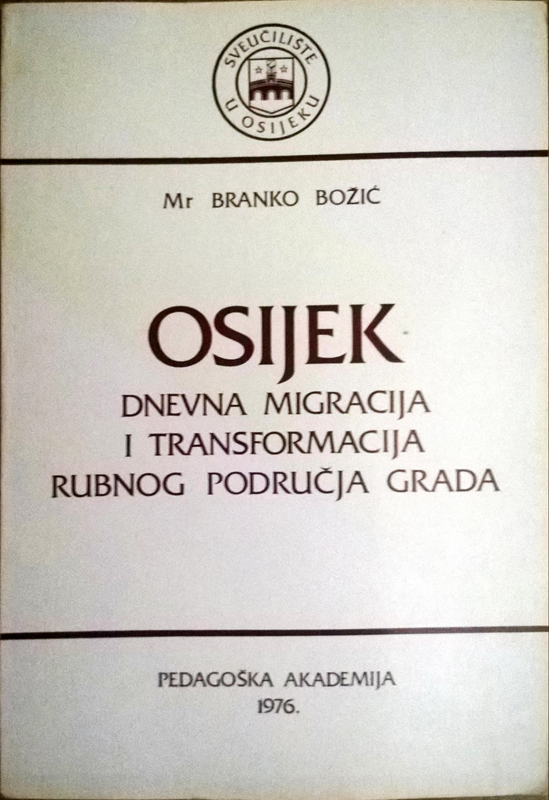 SVEUČILIŠTE
U OSIJEKU
Mr BRANKO BOŽIĆ
OSIJEK
DNEVNA MIGRACIJA
I TRANSFORMACIJA
RUBNOG PODRUČJA GRADA
PEDAGOŠKA AKADEMIJA
1976.